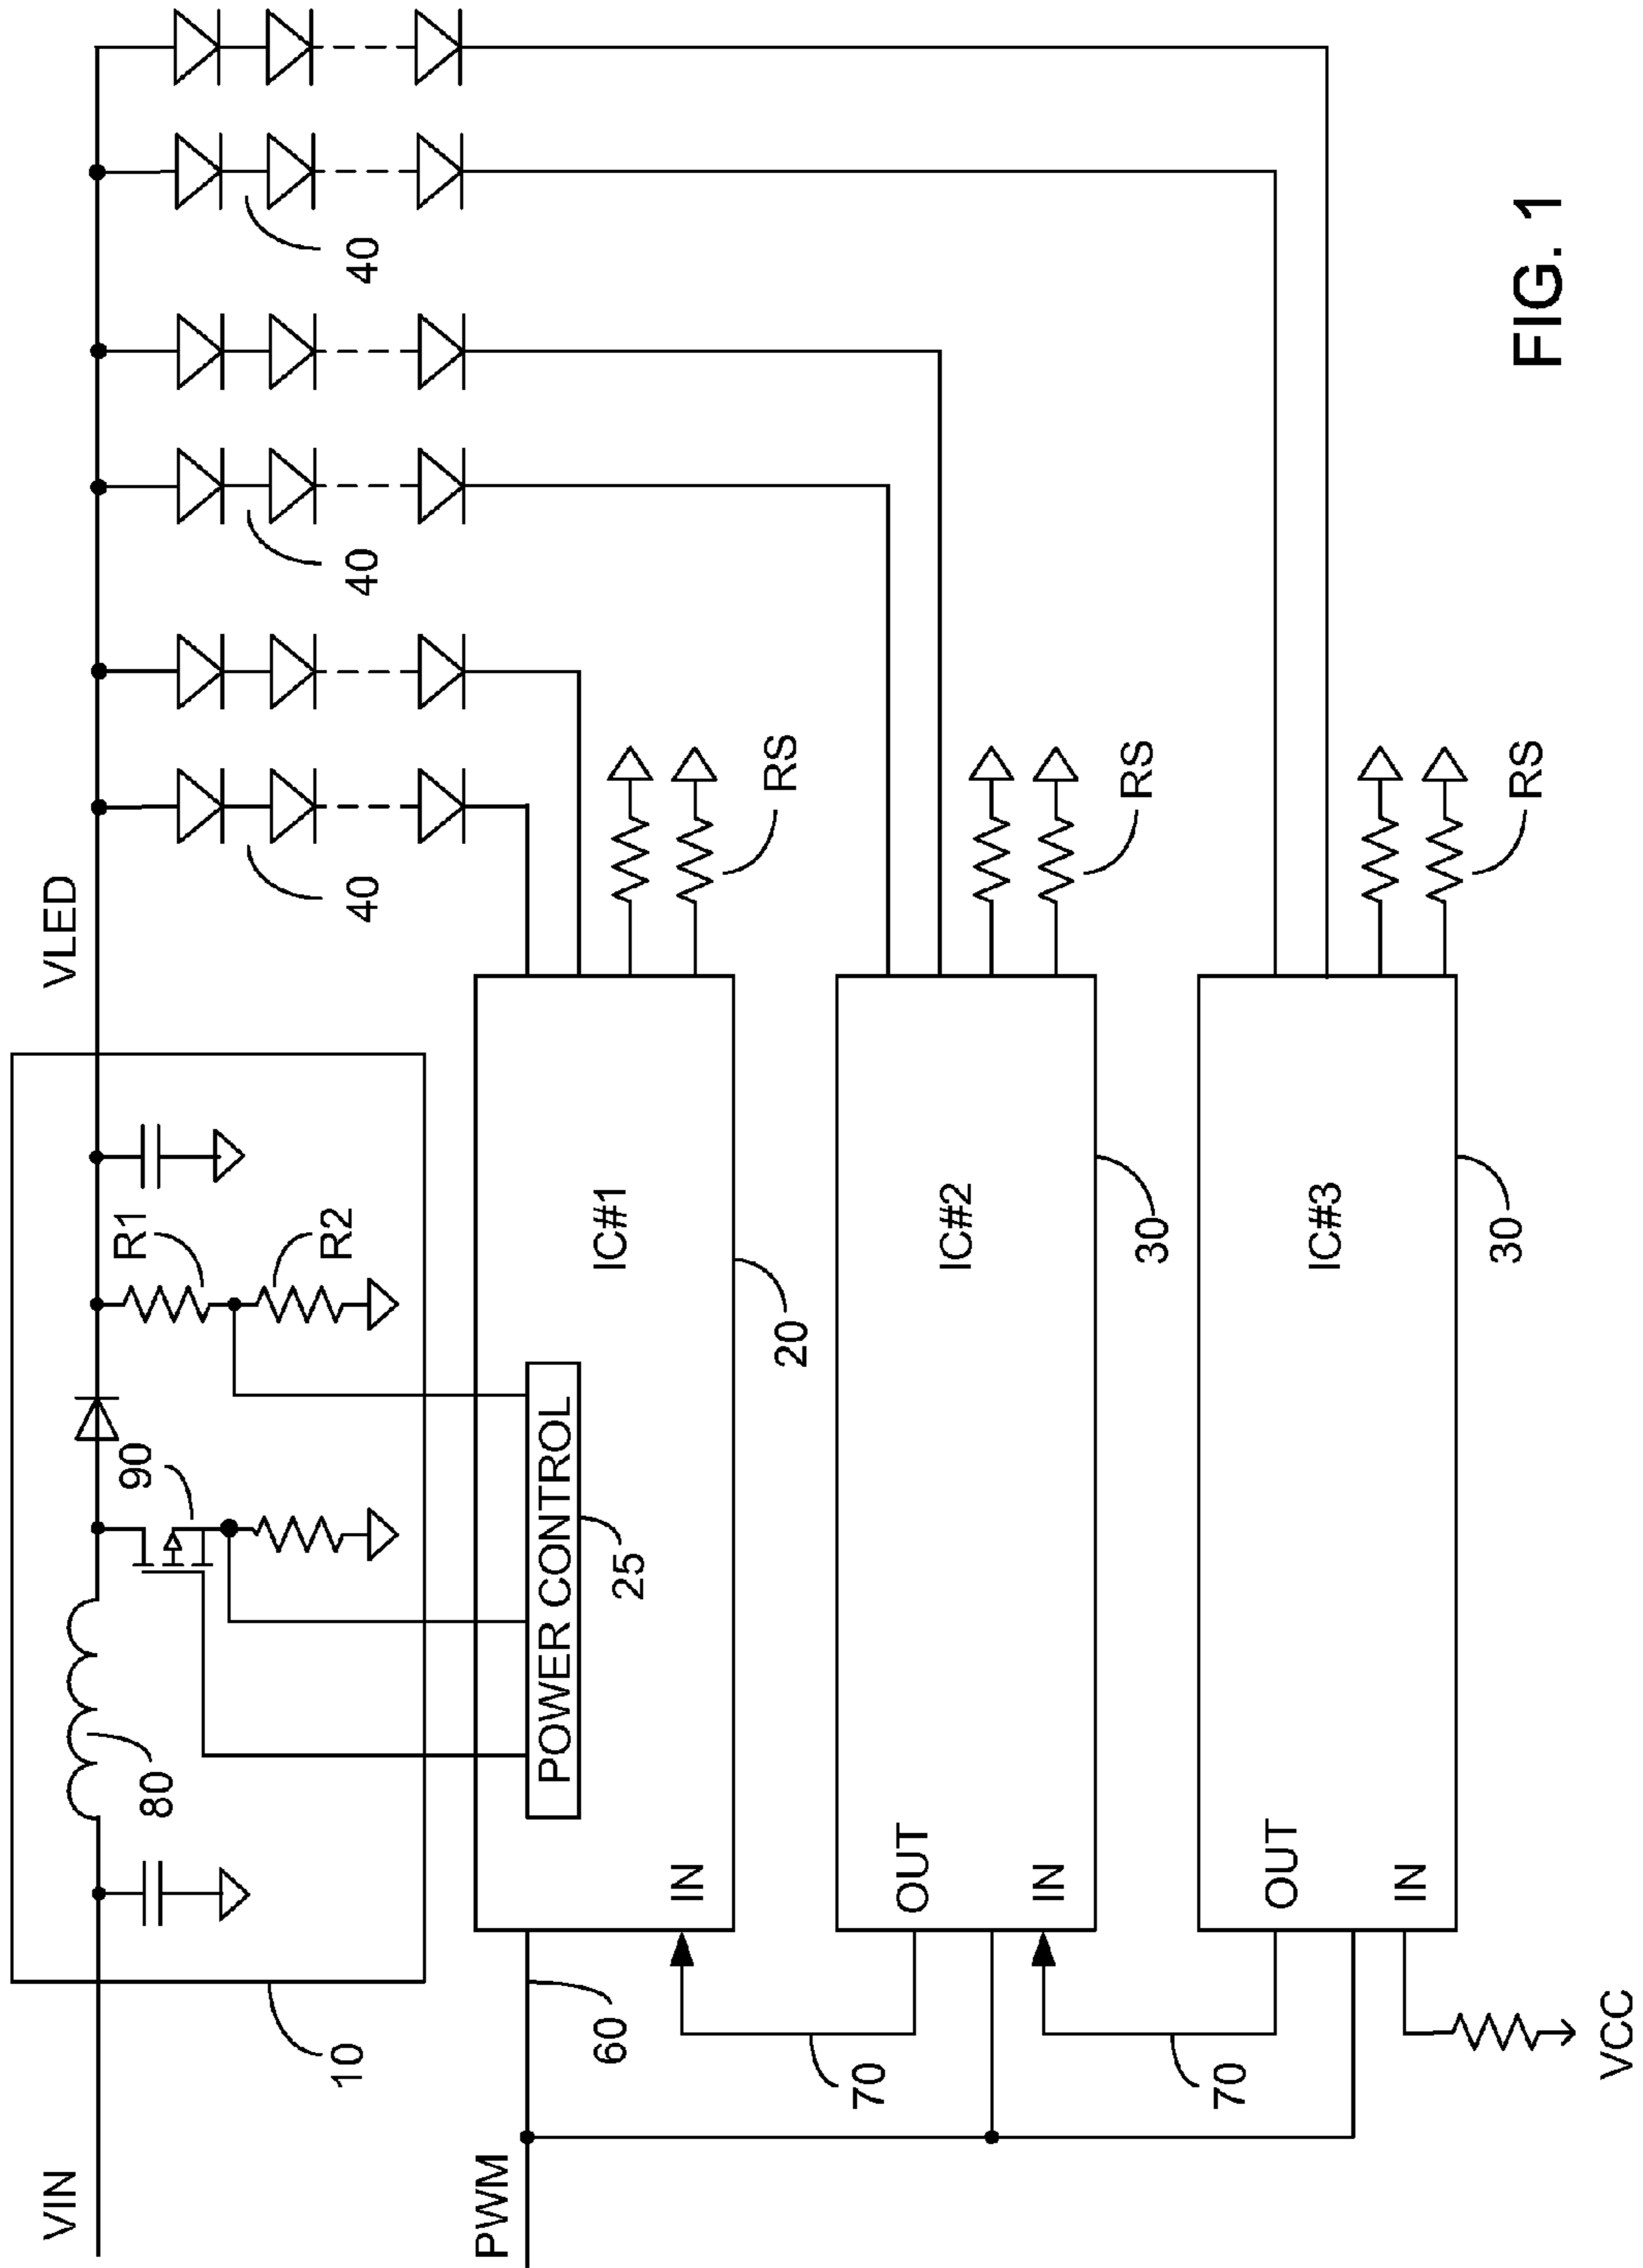 VIN
VLED
10
80
90
R1
R2
40
40
40
PWM
60
POWER CONTROL
25
IC#1
20
IN
RS
70
OUT
IC#2
30
IN
RS
70
OUT
IC#3
30
IN
RS
VCC
FIG. 1